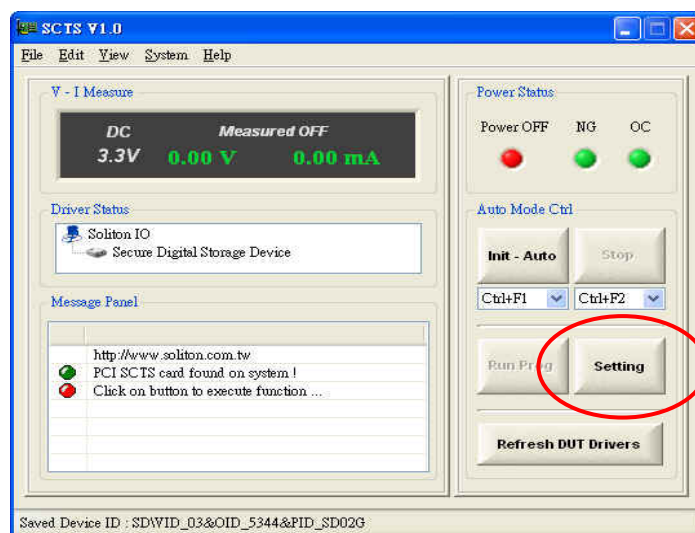 SCTS V1.0
File Edit View System Help
V - I Measure
DC Measured OFF
3.3V 0.00 V 0.00 mA
Driver Status
Soliton IO
Secure Digital Storage Device
Message Panel
http://www.soliton.com.tw
PCI SCTS card found on system !
Click on button to execute function ...
Power Status
Power OFF NG OC
Auto Mode Ctrl
Init - Auto Stop
Ctrl+F1 Ctrl+F2
Run Prog Setting
Refresh DUT Drivers
Saved Device ID : SD\VID_03&OID_5344&PID_SD02G